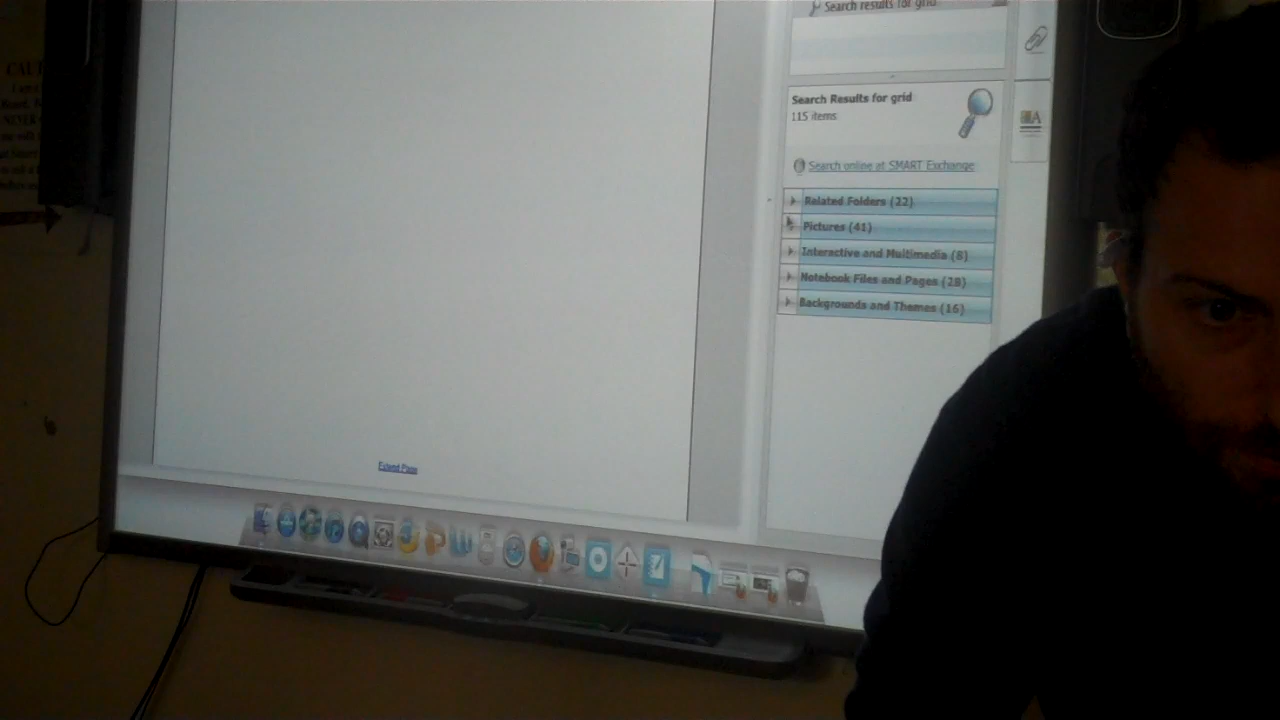 Search results for grid
Search Results for grid
115 items
Search online at SMART Exchange
Related Folders (22)
Pictures (41)
Interactive and Multimedia (8)
Notebook Files and Pages (28)
Backgrounds and Themes (16)
Extend Page